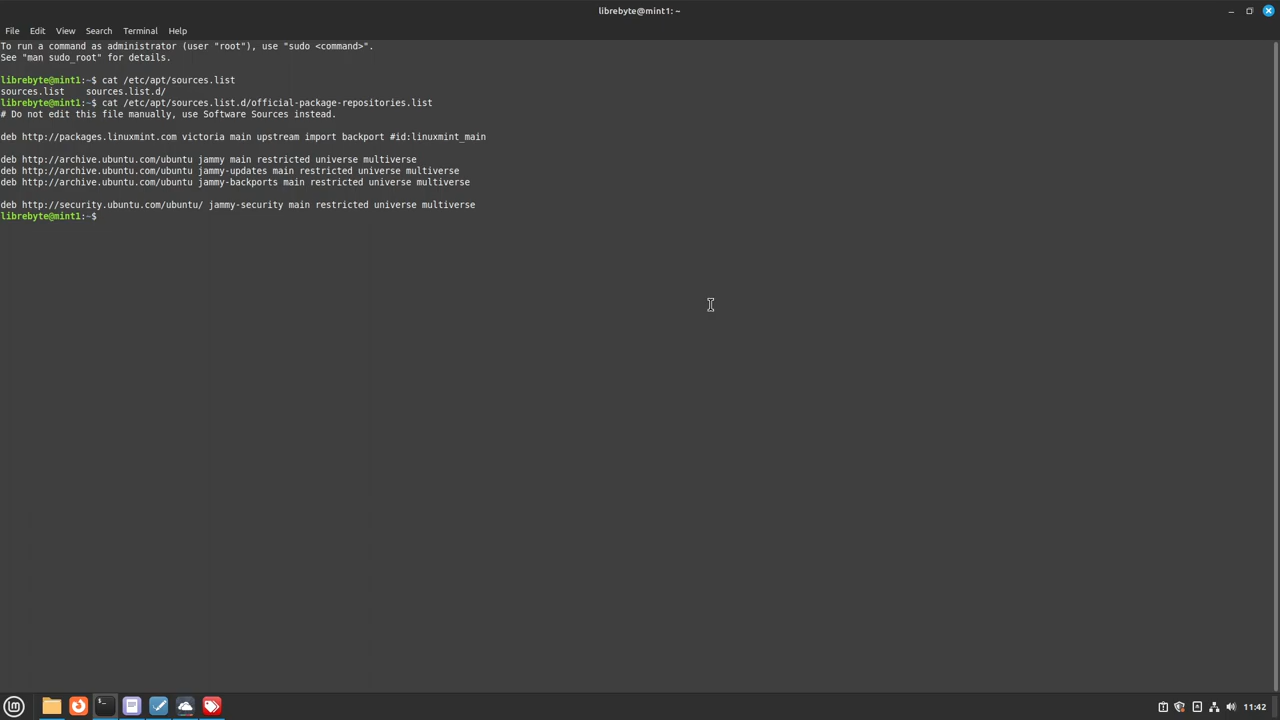 librebyte@mint1: ~
File Edit View Search Terminal Help
To run a command as administrator (user "root"), use "sudo <command>".
See "man sudo_root" for details.
librebyte@mint1:~$ cat /etc/apt/sources.list
sources.list    sources.list.d/
librebyte@mint1:~$ cat /etc/apt/sources.list.d/official-package-repositories.list
# Do not edit this file manually, use Software Sources instead.
deb http://packages.linuxmint.com victoria main upstream import backport #id:linuxmint_main
deb http://archive.ubuntu.com/ubuntu jammy main restricted universe multiverse
deb http://archive.ubuntu.com/ubuntu jammy-updates main restricted universe multiverse
deb http://archive.ubuntu.com/ubuntu jammy-backports main restricted universe multiverse
deb http://security.ubuntu.com/ubuntu/ jammy-security main restricted universe multiverse
librebyte@mint1:~$
11:42